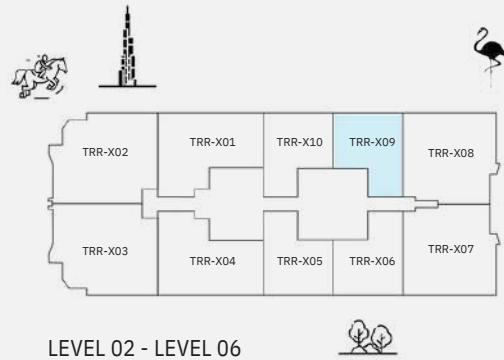 TRR-X02 TRR-X01 TRR-X10 TRR-X09 TRR-X08
TRR-X03 TRR-X04 TRR-X05 TRR-X06 TRR-X07
LEVEL 02 - LEVEL 06